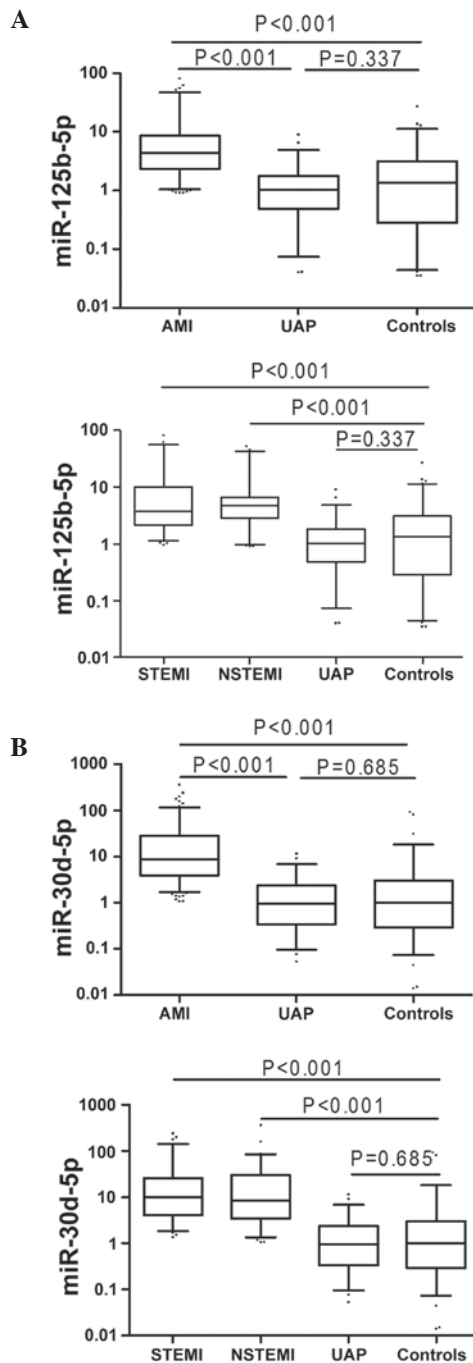 A
P<0.001
P<0.001 P=0.337
miR-125b-5p
100
10
1
0.1
0.01
AMI UAP Controls
P<0.001
P<0.001
P=0.337
miR-125b-5p
100
10
1
0.1
0.01
STEMI NSTEMI UAP Controls
B
P<0.001
P<0.001 P=0.685
miR-30d-5p
1000
100
10
1
0.1
0.01
AMI UAP Controls
P<0.001
P<0.001
P=0.685
miR-30d-5p
1000
100
10
1
0.1
0.01
STEMI NSTEMI UAP Controls